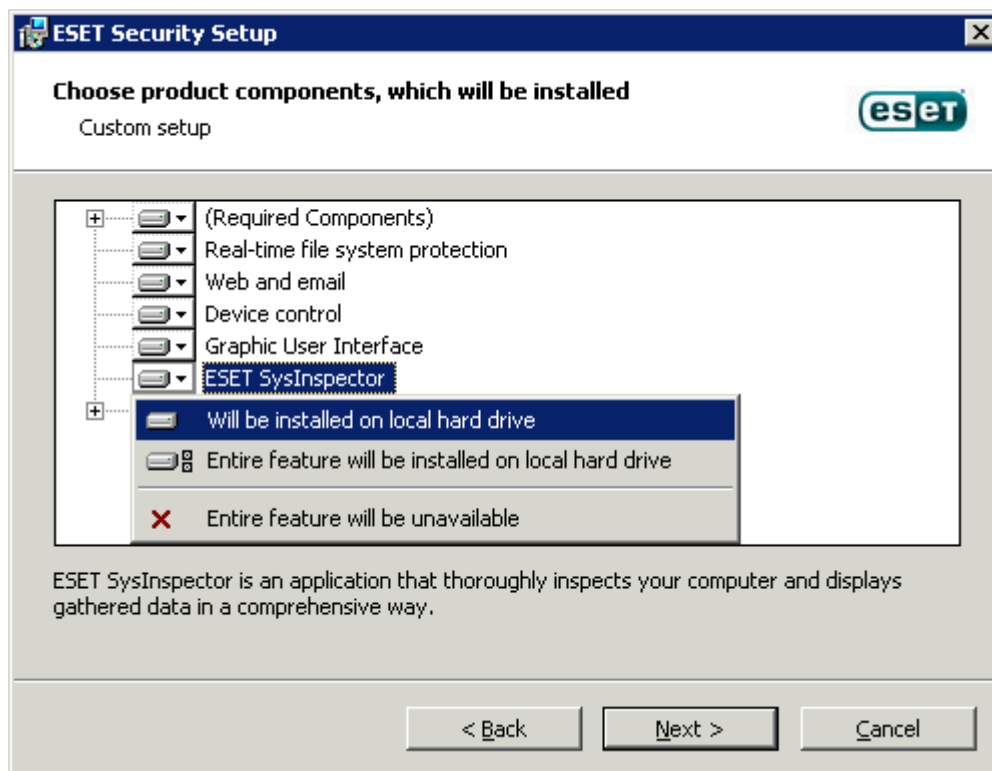 ESET Security Setup
Choose product components, which will be installed
Custom setup
eset
(Required Components)
Real-time file system protection
Web and email
Device control
Graphic User Interface
ESET SysInspector
Will be installed on local hard drive
Entire feature will be installed on local hard drive
Entire feature will be unavailable
ESET SysInspector is an application that thoroughly inspects your computer and displays
gathered data in a comprehensive way.
< Back
Next >
Cancel